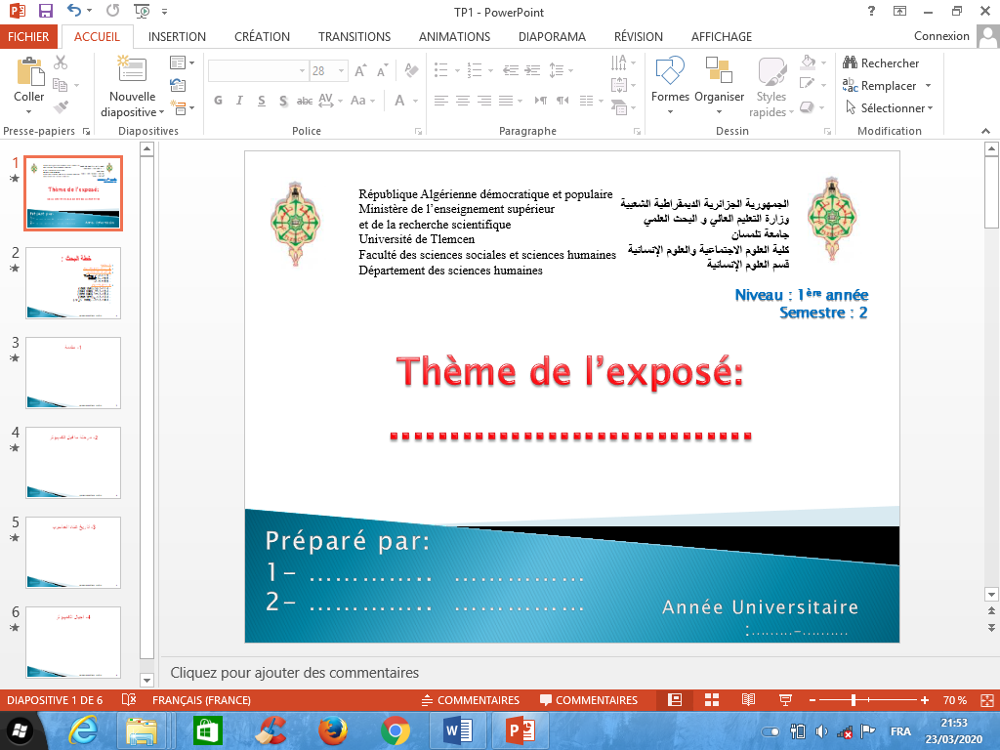 TP1 - PowerPoint
FICHIER
ACCUEIL
INSERTION
CRÉATION
TRANSITIONS
ANIMATIONS
DIAPORAMA
RÉVISION
AFFICHAGE
Connexion
Coller
Nouvelle
diapositive
28
G I S S abc AV Aa A
Formes
Organiser
Styles
rapides
Rechercher
Remplacer
Sélectionner
Presse-papiers
Diapositives
Police
Paragraphe
Dessin
Modification
1
2
خطة البحث :
3
1- مقدمة
4
5
6
République Algérienne démocratique et populaire
Ministère de l’enseignement supérieur
et de la recherche scientifique
Université de Tlemcen
Faculté des sciences sociales et sciences humaines
Département des sciences humaines
الجمهورية الجزائرية الديمقراطية الشعبية
وزارة التعليم العالي و البحث العلمي
جامعة تلمسان
كلية العلوم الاجتماعية والعلوم الإنسانية
قسم العلوم الإنسانية
Niveau : 1ère année
Semestre : 2
Thème de l’exposé:
..............................
Préparé par:
1- ………….. ……………
2- ………….. ……………
Année Universitaire
:………-………
Cliquez pour ajouter des commentaires
DIAPOSITIVE 1 DE 6
FRANÇAIS (FRANCE)
COMMENTAIRES
COMMENTAIRES
70 %
FRA
21:53
23/03/2020